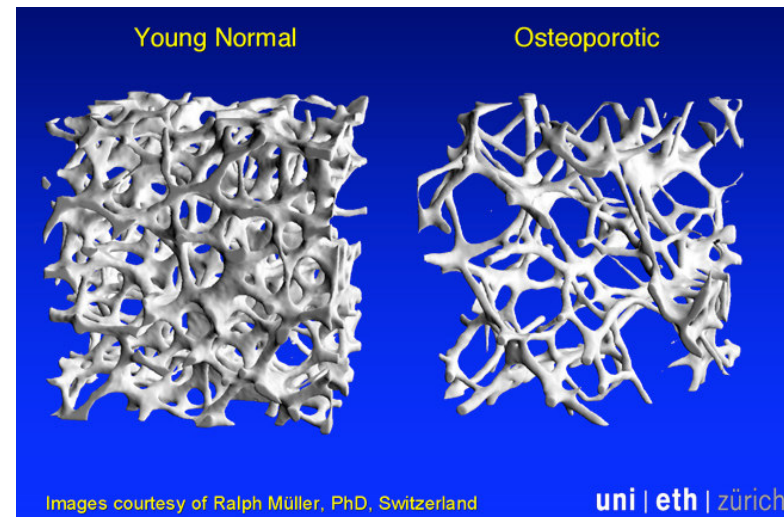 Young Normal
Osteoporotic
Images courtesy of Ralph Müller, PhD, Switzerland
uni | eth | zürich